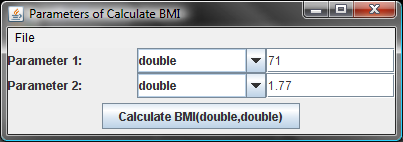 Parameters of Calculate BMI
File
Parameter 1: double 71
Parameter 2: double 1.77
Calculate BMI(double,double)